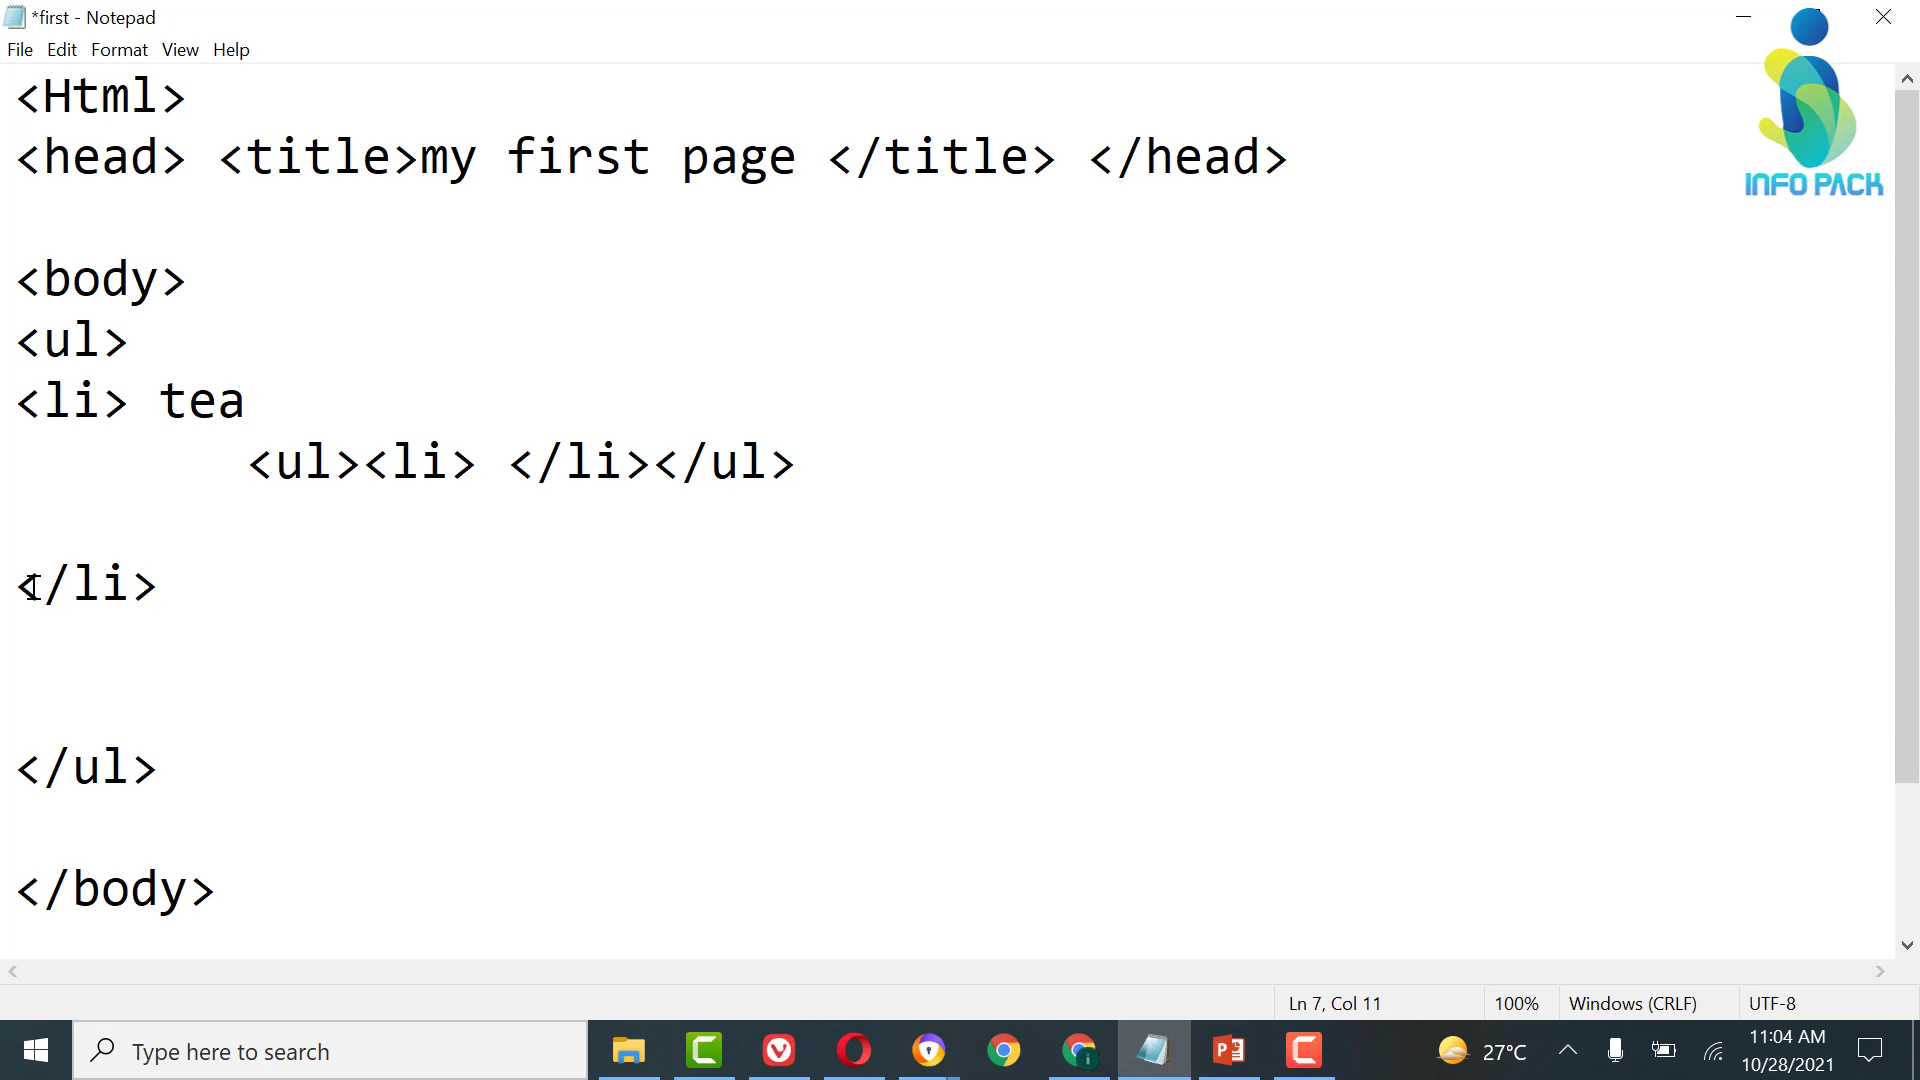 *first - Notepad
File Edit Format View Help
<Html>
<head> <title>my first page </title> </head>
INFO PACK
<body>
<ul>
<li> tea
<ul><li> </li></ul>
</li>
</ul>
</body>
Ln 7, Col 11 100% Windows (CRLF) UTF-8
Type here to search
27°C
11:04 AM
10/28/2021